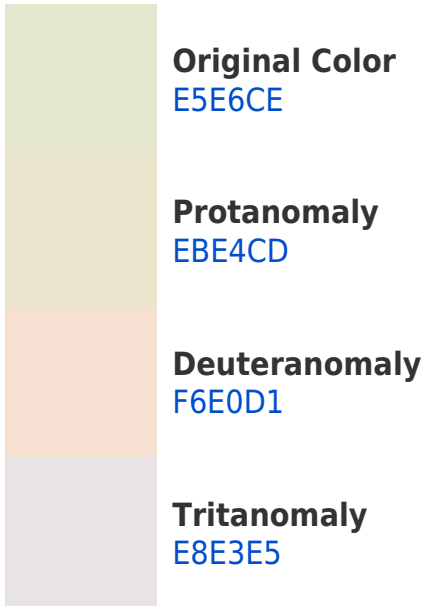 Original Color
E5E6CE
Protanomaly
EBE4CD
Deuteranomaly
F6E0D1
Tritanomaly
E8E3E5